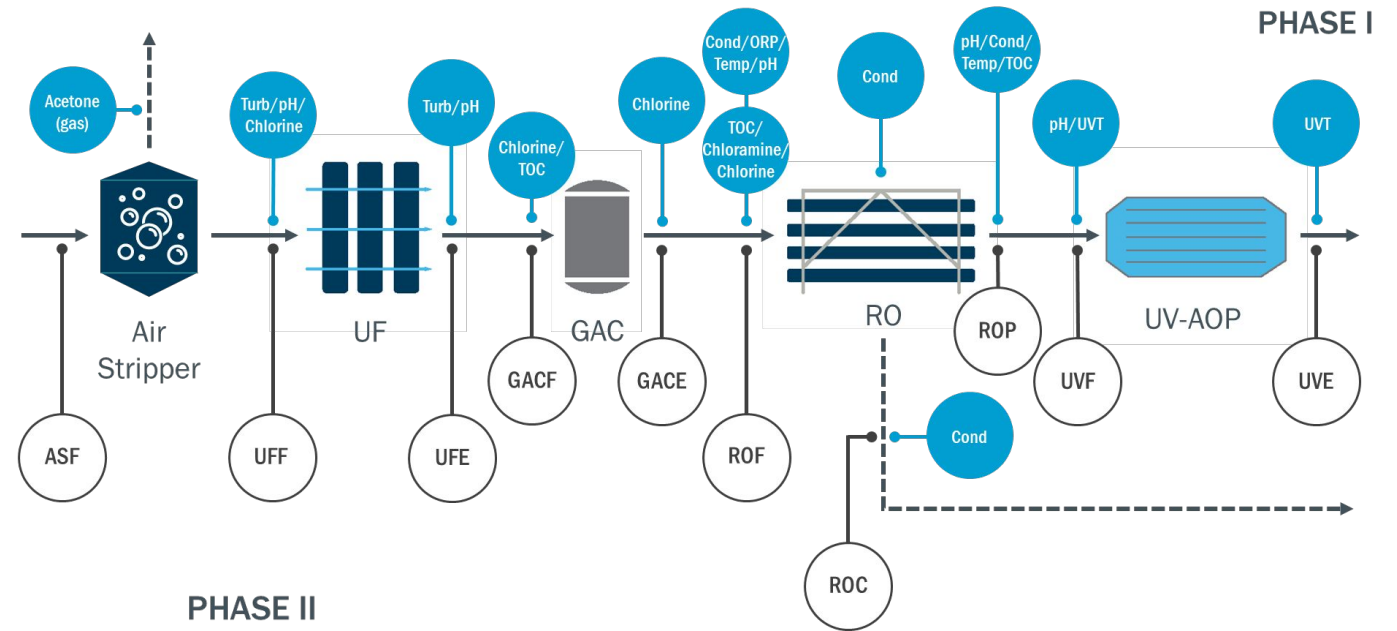 PHASE I
Acetone
(gas)
Turb/pH/
Chlorine
Turb/pH
Chlorine/
TOC
Chlorine
Cond/ORP/
Temp/pH
TOC/
Chloramine/
Chlorine
Cond
pH/Cond/
Temp/TOC
pH/UVT
UVT
Air
Stripper
UF
GAC
RO
UV-AOP
ASF
UFF
UFE
GACF
GACE
ROF
ROP
UVF
UVE
Cond
ROC
PHASE II